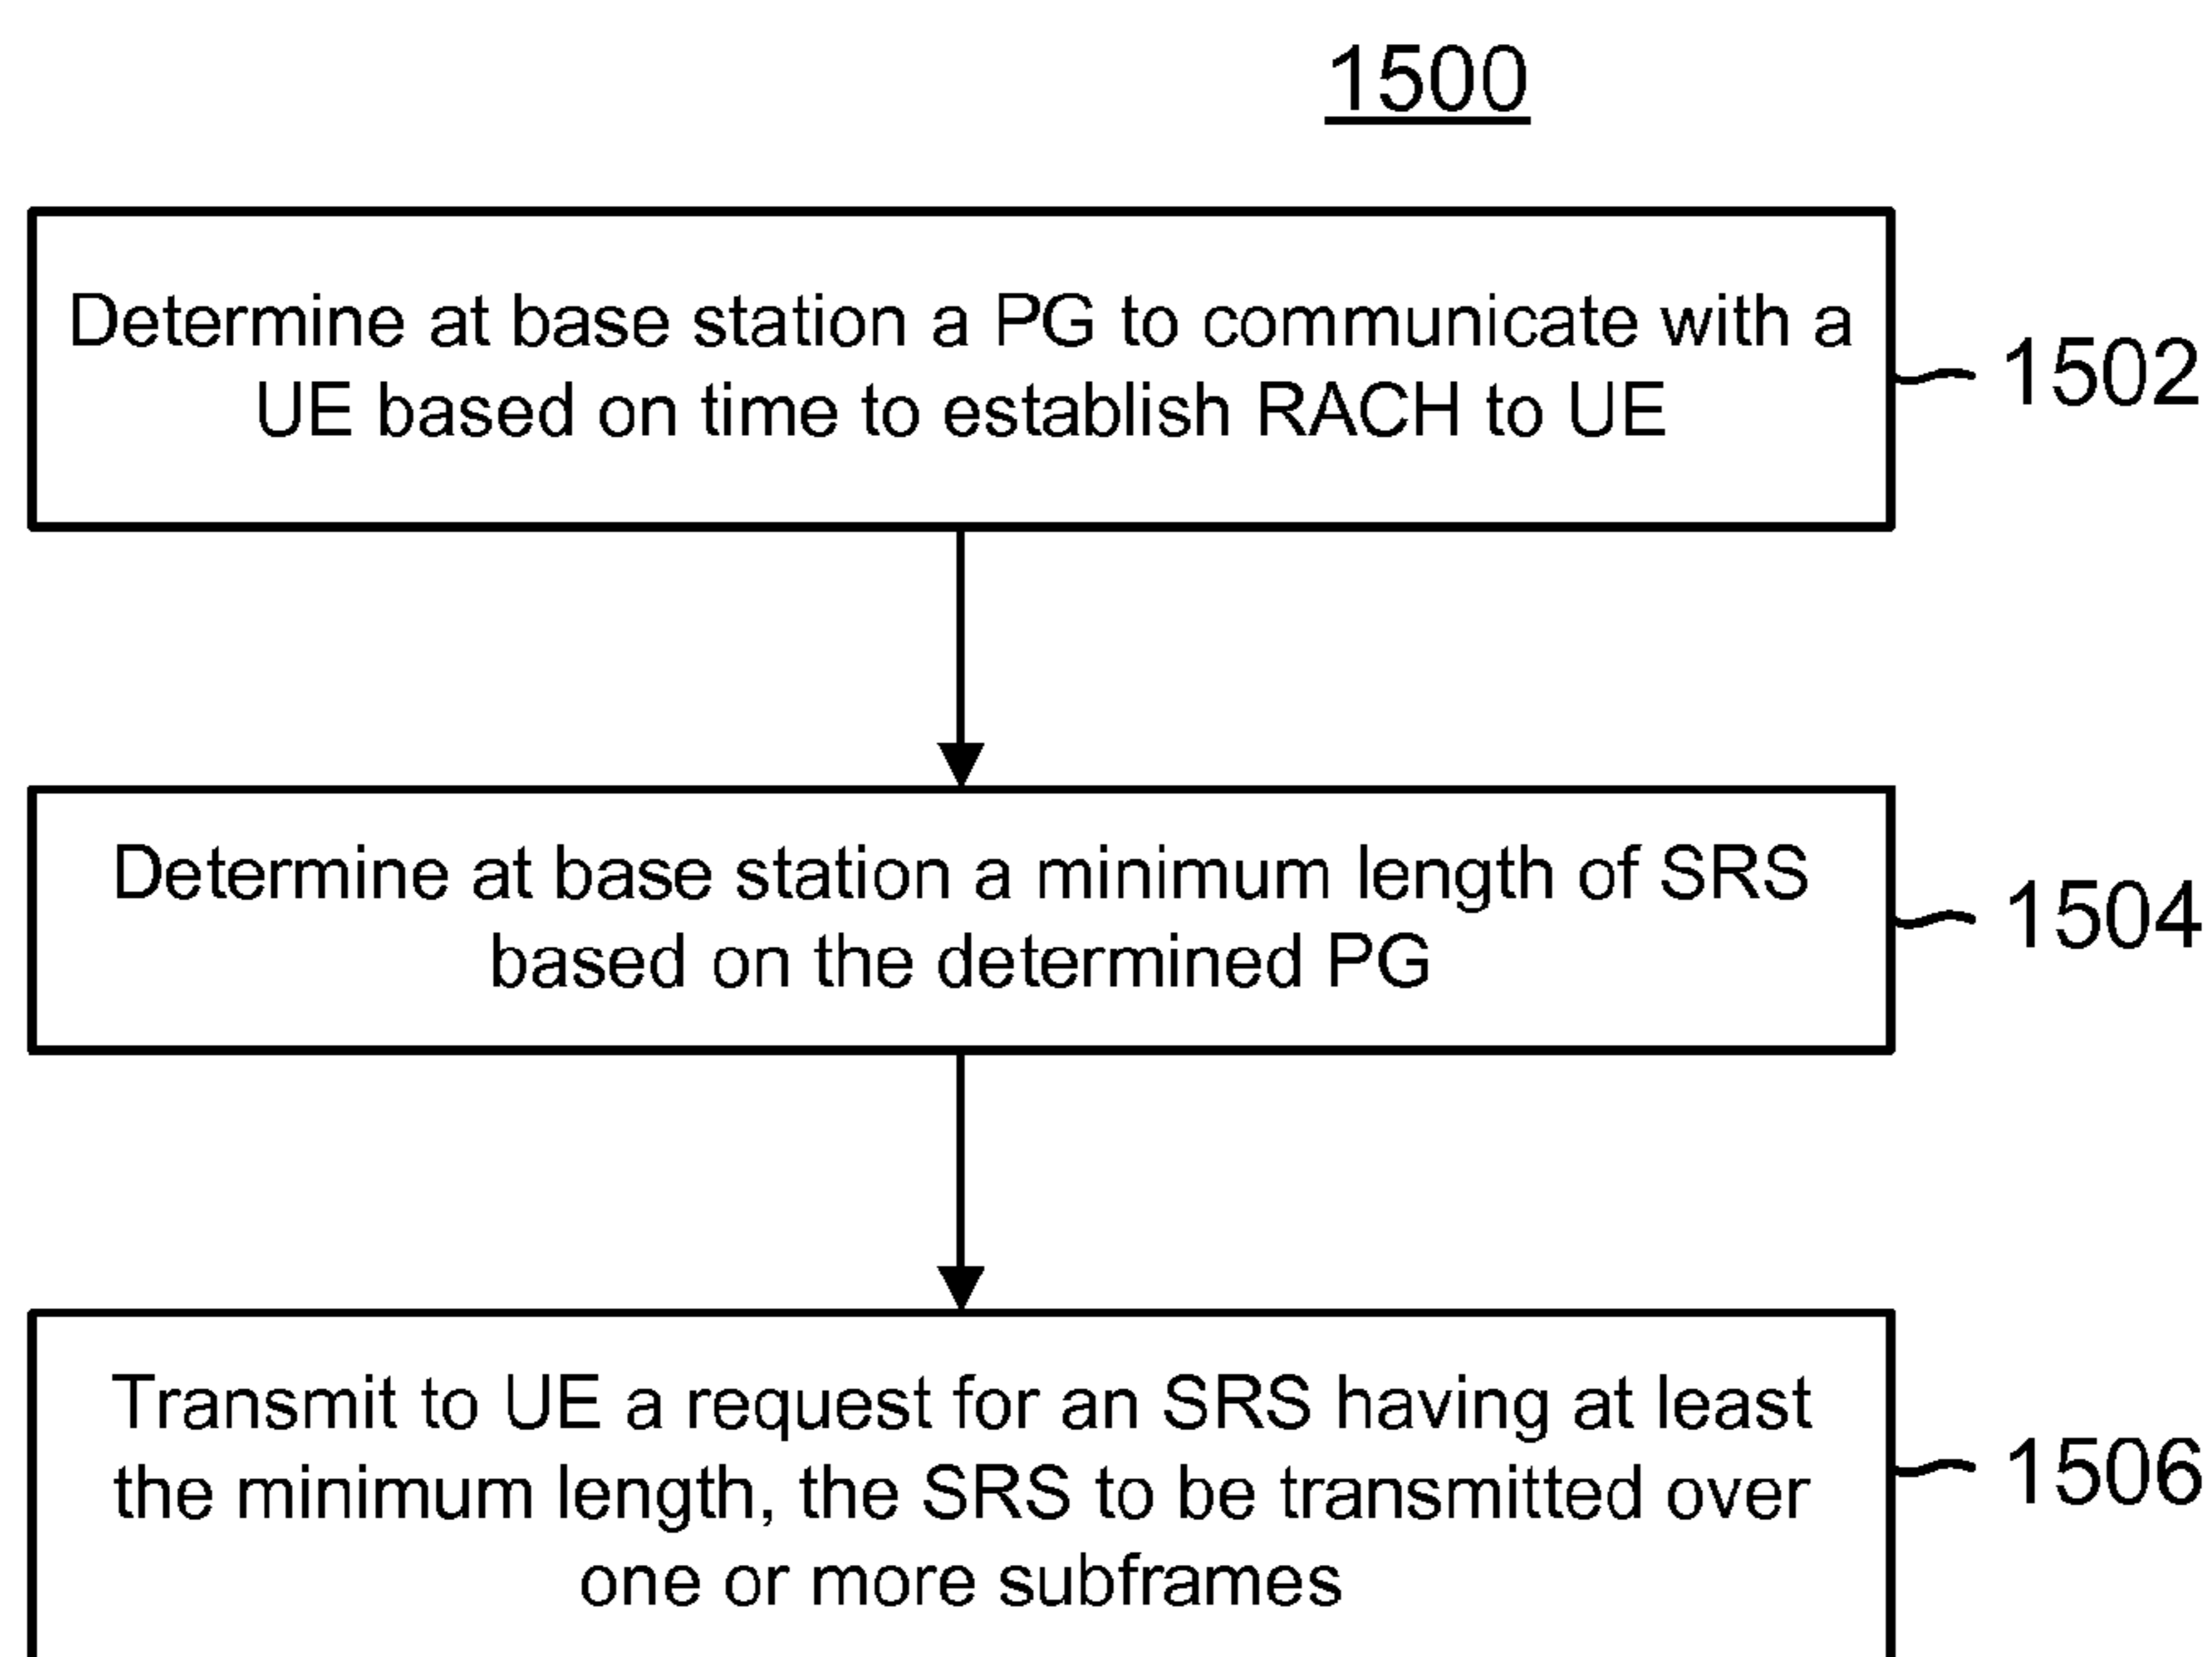 1500
Determine at base station a PG to communicate with a
UE based on time to establish RACH to UE
1502
Determine at base station a minimum length of SRS
based on the determined PG
1504
Transmit to UE a request for an SRS having at least
the minimum length, the SRS to be transmitted over
one or more subframes
1506